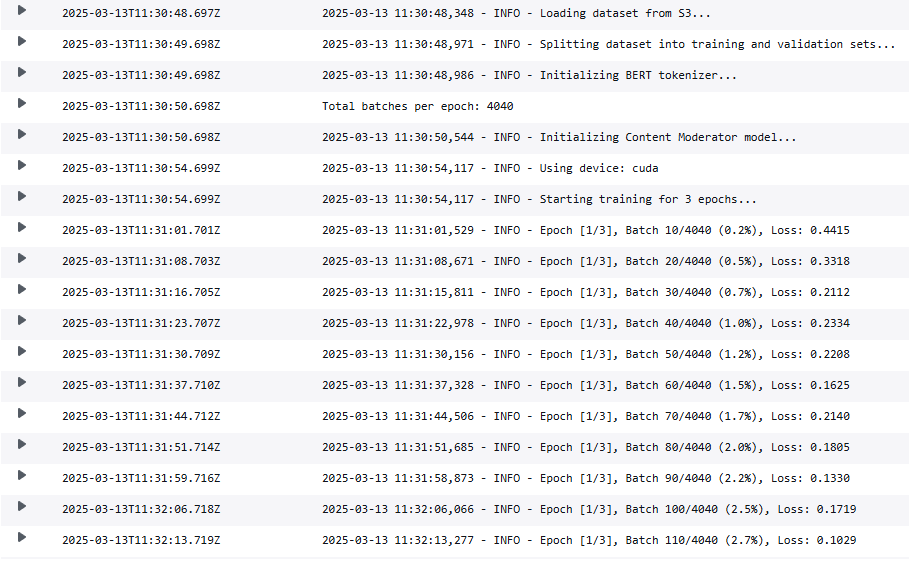 2025-03-13T11:30:48.697Z 2025-03-13 11:30:48,348 - INFO - Loading dataset from S3...
2025-03-13T11:30:49.698Z 2025-03-13 11:30:48,971 - INFO - Splitting dataset into training and validation sets...
2025-03-13T11:30:49.698Z 2025-03-13 11:30:48,986 - INFO - Initializing BERT tokenizer...
2025-03-13T11:30:50.698Z Total batches per epoch: 4040
2025-03-13T11:30:50.698Z 2025-03-13 11:30:50,544 - INFO - Initializing Content Moderator model...
2025-03-13T11:30:54.699Z 2025-03-13 11:30:54,117 - INFO - Using device: cuda
2025-03-13T11:30:54.699Z 2025-03-13 11:30:54,117 - INFO - Starting training for 3 epochs...
2025-03-13T11:31:01.701Z 2025-03-13 11:31:01,529 - INFO - Epoch [1/3], Batch 10/4040 (0.2%), Loss: 0.4415
2025-03-13T11:31:08.703Z 2025-03-13 11:31:08,671 - INFO - Epoch [1/3], Batch 20/4040 (0.5%), Loss: 0.3318
2025-03-13T11:31:16.705Z 2025-03-13 11:31:15,811 - INFO - Epoch [1/3], Batch 30/4040 (0.7%), Loss: 0.2112
2025-03-13T11:31:23.707Z 2025-03-13 11:31:22,978 - INFO - Epoch [1/3], Batch 40/4040 (1.0%), Loss: 0.2334
2025-03-13T11:31:30.709Z 2025-03-13 11:31:30,156 - INFO - Epoch [1/3], Batch 50/4040 (1.2%), Loss: 0.2208
2025-03-13T11:31:37.710Z 2025-03-13 11:31:37,328 - INFO - Epoch [1/3], Batch 60/4040 (1.5%), Loss: 0.1625
2025-03-13T11:31:44.712Z 2025-03-13 11:31:44,506 - INFO - Epoch [1/3], Batch 70/4040 (1.7%), Loss: 0.2140
2025-03-13T11:31:51.714Z 2025-03-13 11:31:51,685 - INFO - Epoch [1/3], Batch 80/4040 (2.0%), Loss: 0.1805
2025-03-13T11:31:59.716Z 2025-03-13 11:31:58,873 - INFO - Epoch [1/3], Batch 90/4040 (2.2%), Loss: 0.1330
2025-03-13T11:32:06.718Z 2025-03-13 11:32:06,066 - INFO - Epoch [1/3], Batch 100/4040 (2.5%), Loss: 0.1719
2025-03-13T11:32:13.719Z 2025-03-13 11:32:13,277 - INFO - Epoch [1/3], Batch 110/4040 (2.7%), Loss: 0.1029